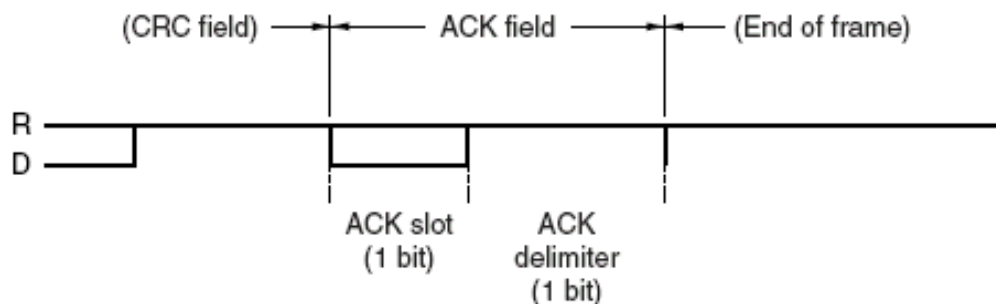 (CRC field)
ACK field
(End of frame)
R
D
ACK slot
(1 bit)
ACK
delimiter
(1 bit)